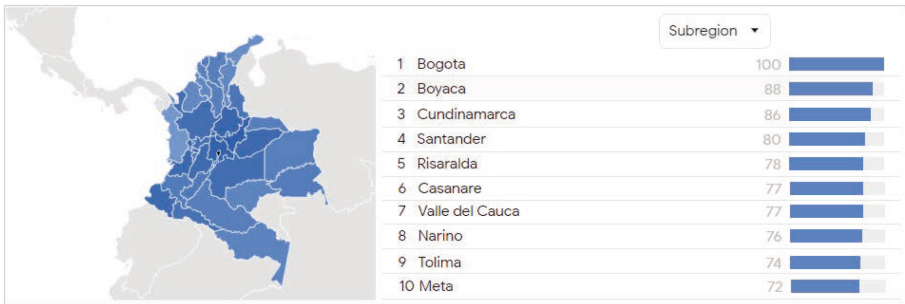 Subregion
1 Bogota 100
2 Boyaca 88
3 Cundinamarca 86
4 Santander 80
5 Risaralda 78
6 Casanare 77
7 Valle del Cauca 77
8 Narino 76
9 Tolima 74
10 Meta 72